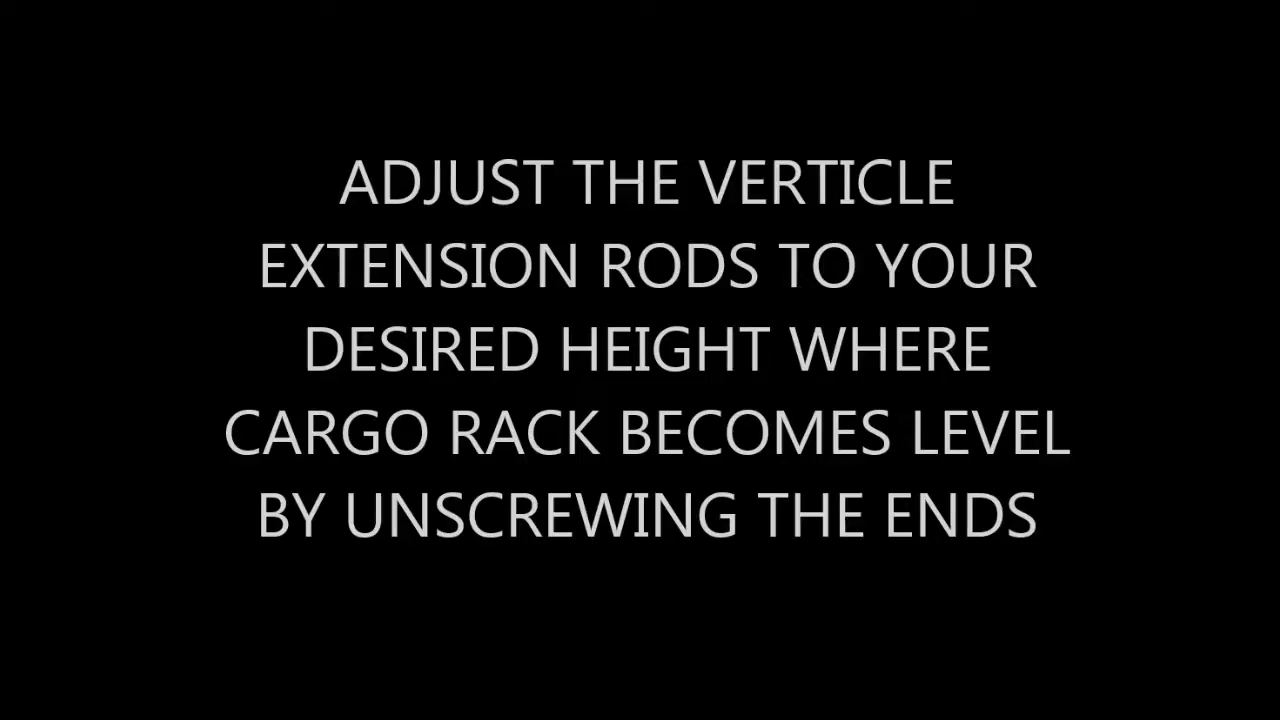 ADJUST THE VERTICLE
EXTENSION RODS TO YOUR
DESIRED HEIGHT WHERE
CARGO RACK BECOMES LEVEL
BY UNSCREWING THE ENDS